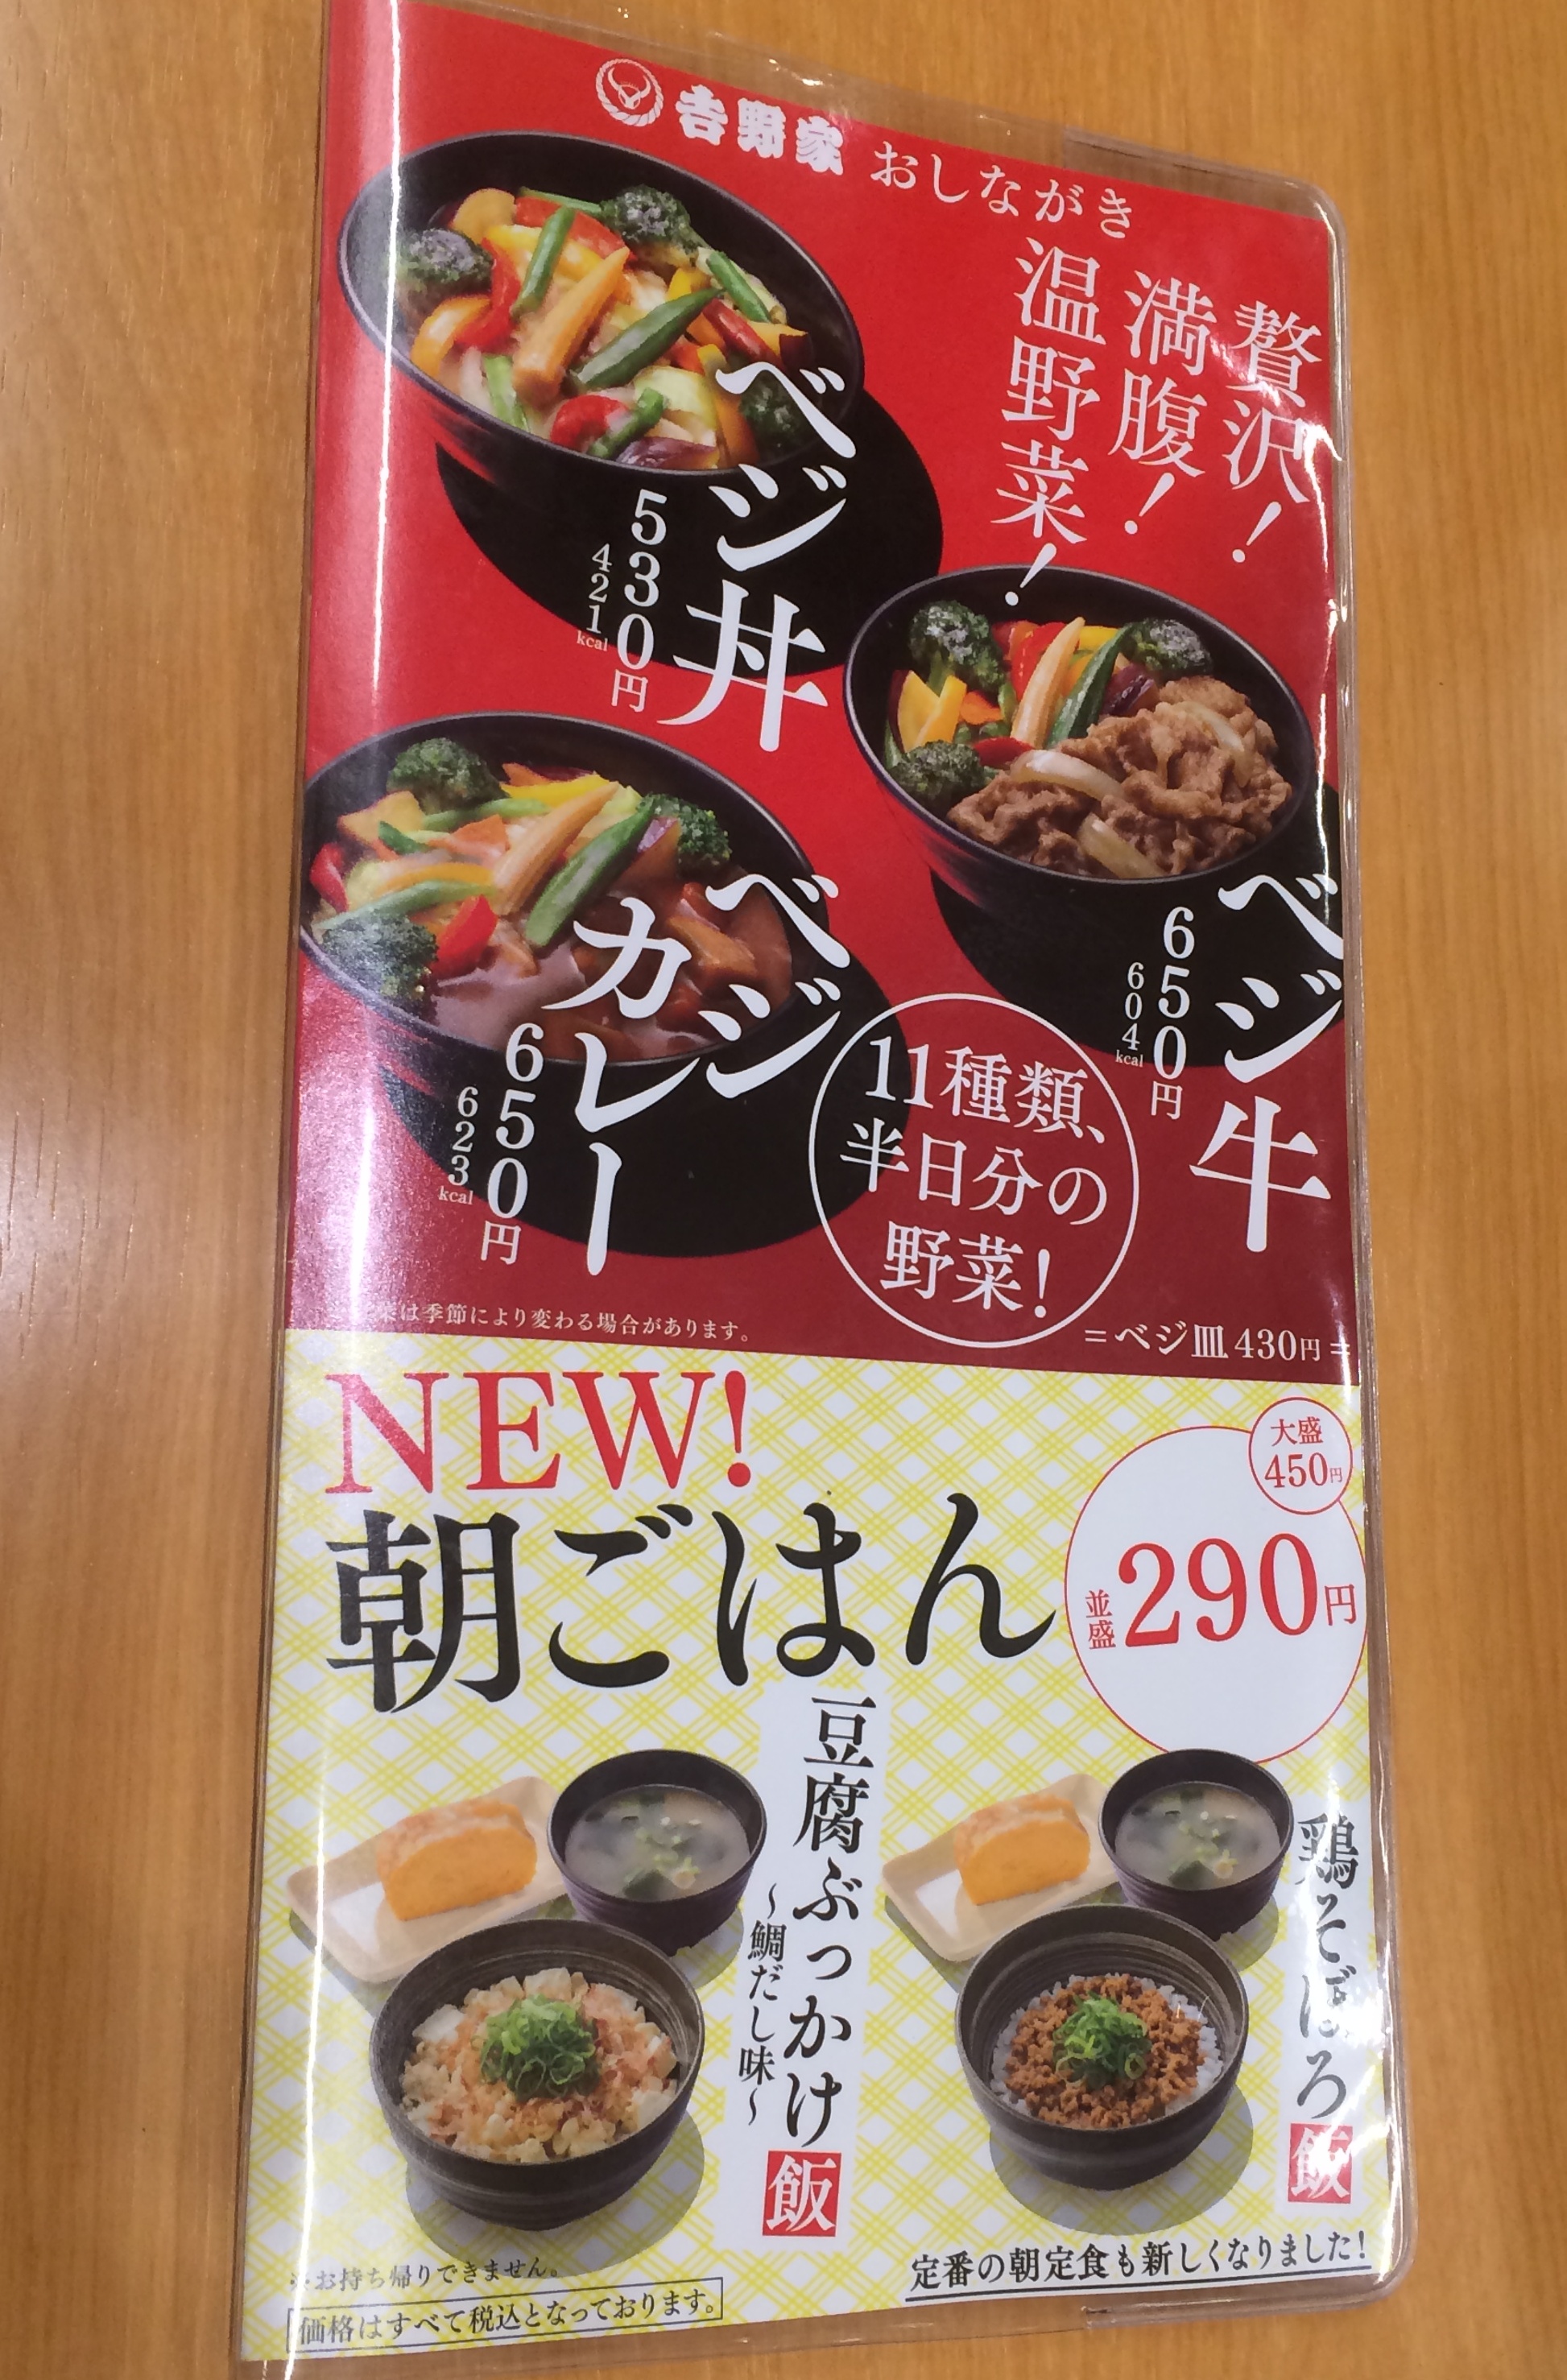 吉野家 おしながき
贅沢！
満腹！
温野菜！
ベジ丼
530円
421kcal
ベジ牛
650円
604kcal
ベジ
カレー
650円
623kcal
11種類、
半日分の
野菜！
は季節により変わる場合があります。
=ベジ皿430円=
NEW!
朝ごはん
大盛
450円
並盛290円
豆腐ぶっかけ飯
～鯛だし味～
鶏そぼろ飯
※お持ち帰りできません。
定番の朝定食も新しくなりました！
価格はすべて税込となっております。